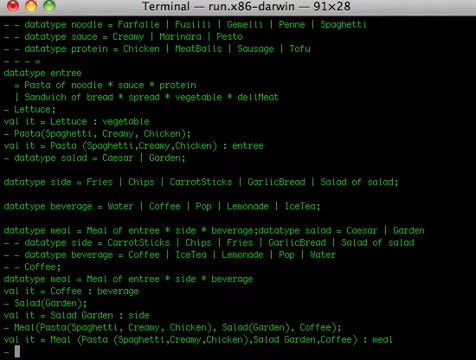 Terminal — run.x86-darwin — 91×28
- - datatype noodle = Farfalle | Fusilli | Gemelli | Penne | Spaghetti
- - datatype sauce = Creamy | Marinara | Pesto
- - datatype protein = Chicken | MeatBalls | Sausage | Tofu
- - - =
datatype entree
= Pasta of noodle * sauce * protein
| Sandwich of bread * spread * vegetable * deliMeat
- Lettuce;
val it = Lettuce : vegetable
- Pasta(Spaghetti, Creamy, Chicken);
val it = Pasta (Spaghetti,Creamy,Chicken) : entree
- datatype salad = Caesar | Garden;
datatype side = Fries | Chips | CarrotSticks | GarlicBread | Salad of salad;
datatype beverage = Water | Coffee | Pop | Lemonade | IceTea;
datatype meal = Meal of entree * side * beverage;datatype salad = Caesar | Garden
- - datatype side = CarrotSticks | Chips | Fries | GarlicBread | Salad of salad
- - datatype beverage = Coffee | IceTea | Lemonade | Pop | Water
- - Coffee;
datatype meal = Meal of entree * side * beverage
val it = Coffee : beverage
- Salad(Garden);
val it = Salad Garden : side
- Meal(Pasta(Spaghetti, Creamy, Chicken), Salad(Garden), Coffee);
val it = Meal (Pasta (Spaghetti,Creamy,Chicken),Salad Garden,Coffee) : meal
-